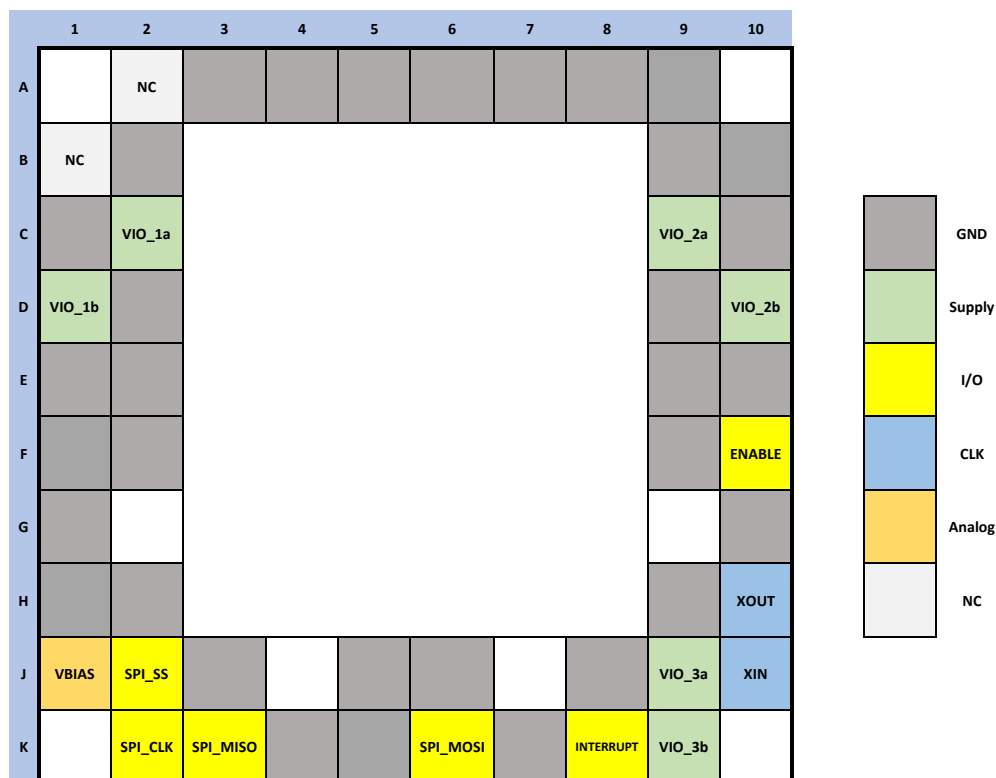 1 2 3 4 5 6 7 8 9 10
A NC
B NC
C VIO_1a VIO_2a GND
D VIO_1b VIO_2b Supply
E I/O
F ENABLE CLK
G Analog
H XOUT NC
J VBIAS SPI_SS VIO_3a XIN
K SPI_CLK SPI_MISO SPI_MOSI INTERRUPT VIO_3b